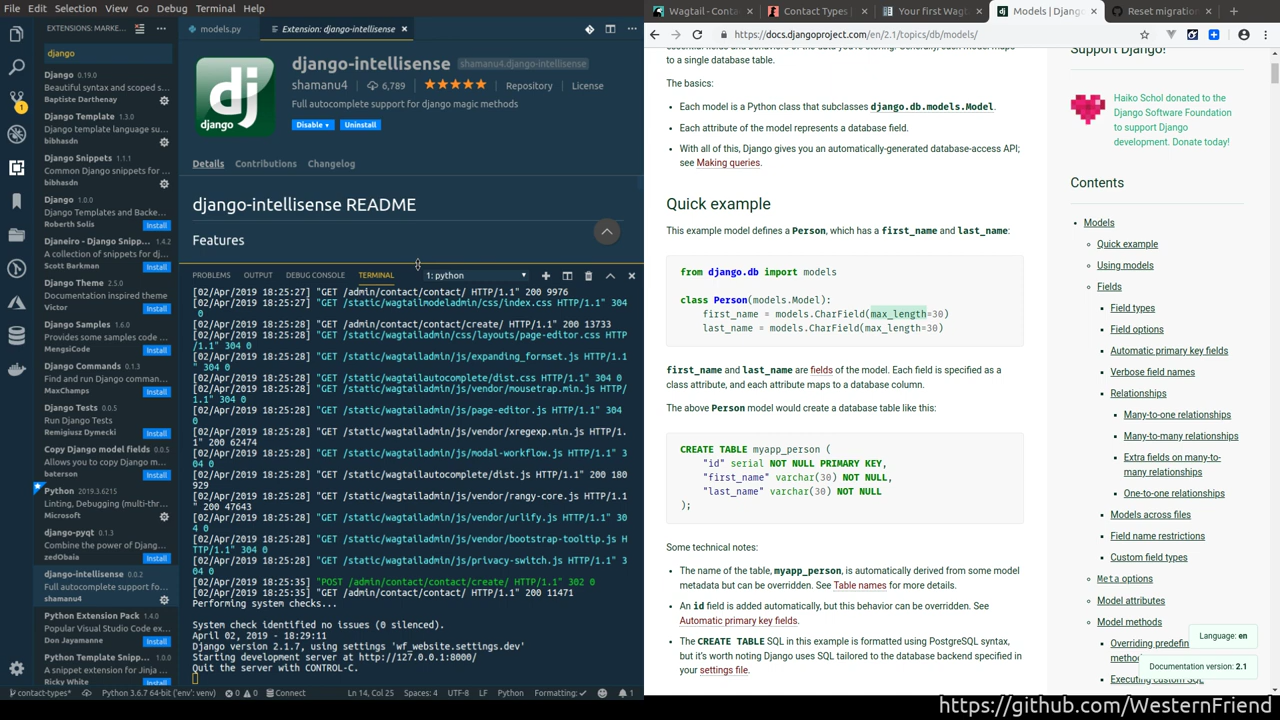 File Edit Selection View Go Debug Terminal Help
EXTENSIONS: MARKE...
django
Django 0.19.0
Beautiful syntax and scoped s...
Baptiste Darthenay
Django Template 1.3.0
Django template language su...
bibhasdn
Django Snippets 1.1.1
Common Django snippets for ...
bibhasdn
Django 1.0.0
Django Templates and Backe...
Roberth Solis Install
Djaneiro - Django Snipp... 1.4.2
A collection of snippets for dj...
Scott Barkman Install
Django Theme 2.5.0
Documentation inspired theme
Victor Install
Django Samples 1.6.0
Provides some sample code ...
MengsiCode Install
Django Commands 0.1.3
Find and run Django comman...
MaxChamps Install
Django Tests 0.0.5
Run Django Tests
Remigiusz Dymecki Install
Copy Django model fields 0.0.5
Allows you to copy Django m...
baterson Install
Python 2019.3.6215
Linting, Debugging (multi-thr...
Microsoft Install
django-pyqt 0.1.3
Combine the power of Djang...
zedObaia Install
django-intellisense 0.0.2
Full autocomplete support fo...
shamanu4
Python Extension Pack 1.4.0
Popular Visual Studio Code ex...
Don Jayamanne Install
Python Template Snip... 1.0.2
A snippet extension for Jinja ...
Ricky White Install
models.py
Extension: django-intellisense
django
django-intellisense shamanu4.django-intellisense
shamanu4 6,789 Repository License
Full autocomplete support for django magic methods
Disable Uninstall
Details Contributions Changelog
django-intellisense README
Features
PROBLEMS OUTPUT DEBUG CONSOLE TERMINAL 1: python
[02/Apr/2019 18:25:27] "GET /admin/contact/contact/ HTTP/1.1" 200 9976
[02/Apr/2019 18:25:28] "GET /static/wagtailmodeladmin/css/index.css HTTP/1.1" 304
0
[02/Apr/2019 18:25:28] "GET /admin/contact/contact/create/ HTTP/1.1" 200 13733
[02/Apr/2019 18:25:28] "GET /static/wagtailadmin/css/layouts/page-editor.css HTTP
/1.1" 304 0
[02/Apr/2019 18:25:28] "GET /static/wagtailadmin/js/expanding_formset.js HTTP/1.1
" 304 0
[02/Apr/2019 18:25:28] "GET /static/wagtailautocomplete/dist.css HTTP/1.1" 304 0
[02/Apr/2019 18:25:28] "GET /static/wagtailadmin/js/vendor/mousetrap.min.js HTTP/
1.1" 304 0
[02/Apr/2019 18:25:28] "GET /static/wagtailadmin/js/page-editor.js HTTP/1.1" 304
0
[02/Apr/2019 18:25:28] "GET /static/wagtailadmin/js/vendor/xregexp.min.js HTTP/1.
1" 200 62474
[02/Apr/2019 18:25:28] "GET /static/wagtailadmin/js/modal-workflow.js HTTP/1.1" 3
04 0
[02/Apr/2019 18:25:28] "GET /static/wagtailautocomplete/dist.js HTTP/1.1" 200 180
929
[02/Apr/2019 18:25:28] "GET /static/wagtailadmin/js/vendor/rangy-core.js HTTP/1.1
" 200 47643
[02/Apr/2019 18:25:28] "GET /static/wagtailadmin/js/vendor/urlify.js HTTP/1.1" 30
4 0
[02/Apr/2019 18:25:28] "GET /static/wagtailadmin/js/vendor/bootstrap-tooltip.js H
TTP/1.1" 304 0
[02/Apr/2019 18:25:28] "GET /static/wagtailadmin/js/privacy-switch.js HTTP/1.1" 3
04 0
[02/Apr/2019 18:25:35] "POST /admin/contact/contact/create/ HTTP/1.1" 302 0
[02/Apr/2019 18:25:35] "GET /admin/contact/contact/ HTTP/1.1" 200 11471
Performing system checks...
System check identified no issues (0 silenced).
April 02, 2019 - 18:29:11
Django version 2.1.7, using settings 'wf_website.settings.dev'
Starting development server at http://127.0.0.1:8000/
Quit the server with CONTROL-C.
contact-types* Python 3.6.7 64-bit ('env': venv) 0 0 Connect Ln 14, Col 25 Spaces: 4 UTF-8 LF Python Formatting: ✓ 1
Wagtail - Conta
Contact Types
Your first Wagt
Models | Djang
Reset migration
https://docs.djangoproject.com/en/2.1/topics/db/models/
essential fields and behaviors of the data you're storing. Generally, each model maps
to a single database table.
The basics:
Each model is a Python class that subclasses django.db.models.Model.
Each attribute of the model represents a database field.
With all of this, Django gives you an automatically-generated database-access API;
see Making queries.
Quick example
This example model defines a Person, which has a first_name and last_name:
from django.db import models
class Person(models.Model):
first_name = models.CharField(max_length=30)
last_name = models.CharField(max_length=30)
first_name and last_name are fields of the model. Each field is specified as a
class attribute, and each attribute maps to a database column.
The above Person model would create a database table like this:
CREATE TABLE myapp_person (
"id" serial NOT NULL PRIMARY KEY,
"first_name" varchar(30) NOT NULL,
"last_name" varchar(30) NOT NULL
);
Some technical notes:
The name of the table, myapp_person, is automatically derived from some model
metadata but can be overridden. See Table names for more details.
An id field is added automatically, but this behavior can be overridden. See
Automatic primary key fields.
The CREATE TABLE SQL in this example is formatted using PostgreSQL syntax,
but it's worth noting Django uses SQL tailored to the database backend specified in
your settings file.
Support Django!
Haiko Schol donated to the
Django Software Foundation
to support Django
development. Donate today!
Contents
Models
Quick example
Using models
Fields
Field types
Field options
Automatic primary key fields
Verbose field names
Relationships
Many-to-one relationships
Many-to-many relationships
Extra fields on many-to-
many relationships
One-to-one relationships
Models across files
Field name restrictions
Custom field types
Meta options
Model attributes
Model methods
Overriding predefin
Executing custom SQL
Language: en
Documentation version: 2.1
https://github.com/WesternFriend